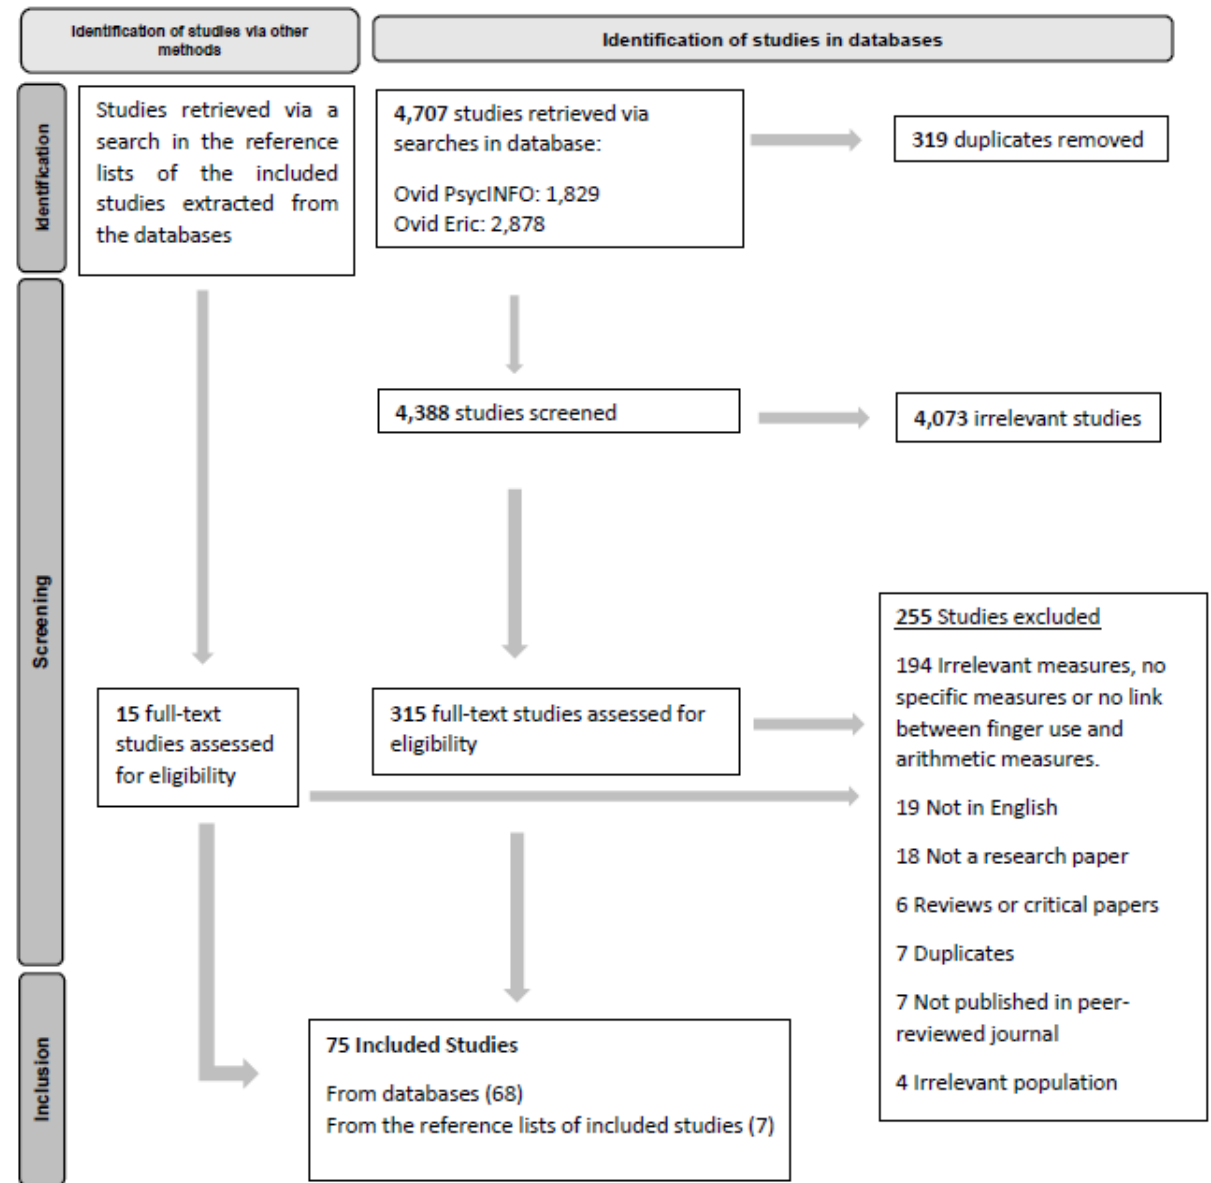 Identification of studies via other
methods
Identification of studies in databases
Identification
Studies retrieved via a
search in the reference
lists of the included
studies extracted from
the databases
4,707 studies retrieved via
searches in database:
Ovid PsycINFO: 1,829
Ovid Eric: 2,878
319 duplicates removed
Screening
4,388 studies screened
4,073 irrelevant studies
15 full-text
studies assessed
for eligibility
315 full-text studies assessed for
eligibility
255 Studies excluded
194 Irrelevant measures, no
specific measures or no link
between finger use and
arithmetic measures.
19 Not in English
18 Not a research paper
6 Reviews or critical papers
7 Duplicates
7 Not published in peer-
reviewed journal
4 Irrelevant population
Inclusion
75 Included Studies
From databases (68)
From the reference lists of included studies (7)